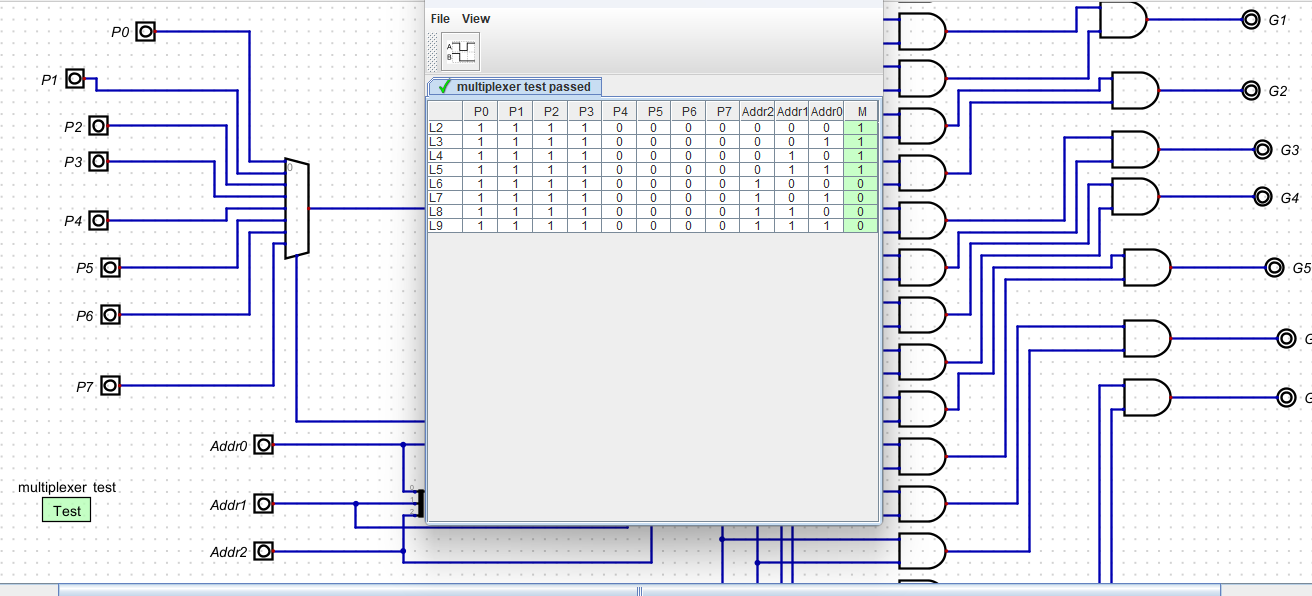 File View
A
B
multiplexer test passed
P0 P1 P2 P3 P4 P5 P6 P7 Addr2 Addr1 Addr0 M
L2 1 1 1 1 0 0 0 0 0 0 0 1
L3 1 1 1 1 0 0 0 0 0 0 1 1
L4 1 1 1 1 0 0 0 0 0 1 0 1
L5 1 1 1 1 0 0 0 0 0 1 1 1
L6 1 1 1 1 0 0 0 0 1 0 0 0
L7 1 1 1 1 0 0 0 0 1 0 1 0
L8 1 1 1 1 0 0 0 0 1 1 0 0
L9 1 1 1 1 0 0 0 0 1 1 1 0
P0
P1
P2
P3
P4
P5
P6
P7
0
Addr0
Addr1
Addr2
0
1
2
multiplexer test
Test
G1
G2
G3
G4
G5
G
G